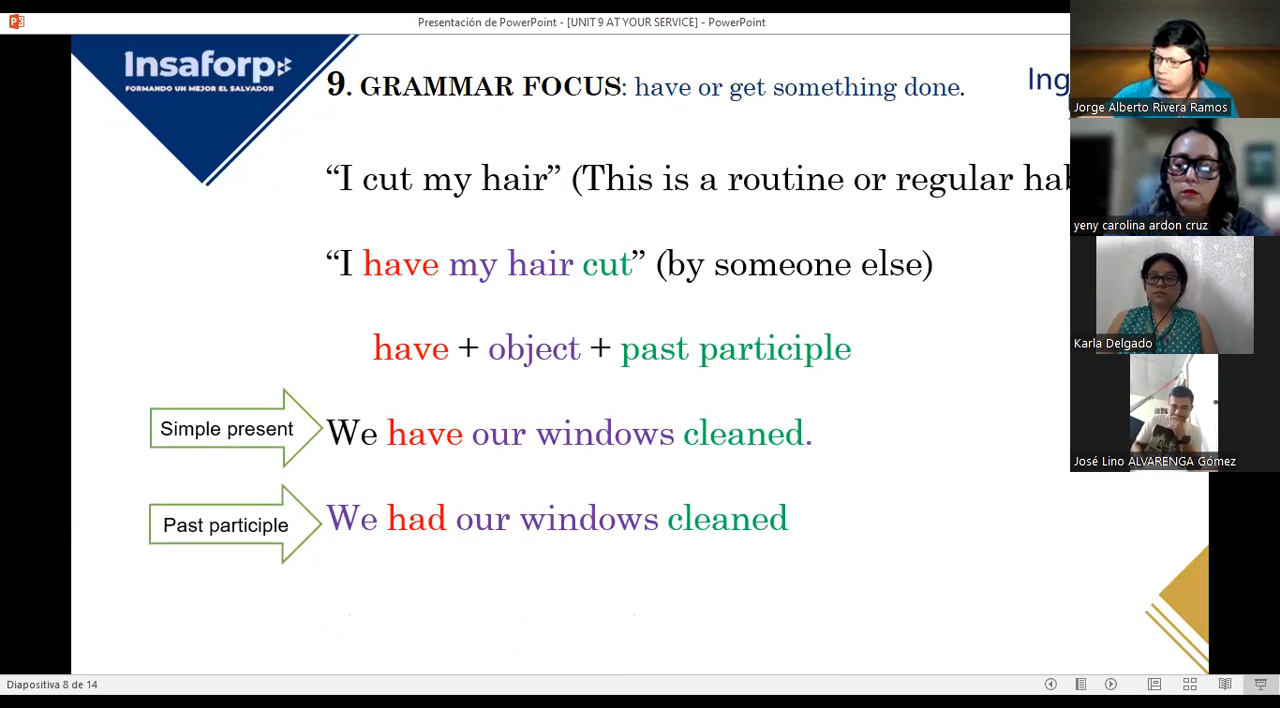 Presentación de PowerPoint - [UNIT 9 AT YOUR SERVICE] - PowerPoint
Insaforp
FORMANDO UN MEJOR EL SALVADOR
9. GRAMMAR FOCUS: have or get something done.
Ing
“I cut my hair” (This is a routine or regular hab
“I have my hair cut” (by someone else)
have + object + past participle
Simple present
We have our windows cleaned.
Past participle
We had our windows cleaned
Jorge Alberto Rivera Ramos
yeny carolina ardon cruz
Karla Delgado
José Lino ALVARENGA Gómez
Diapositiva 8 de 14